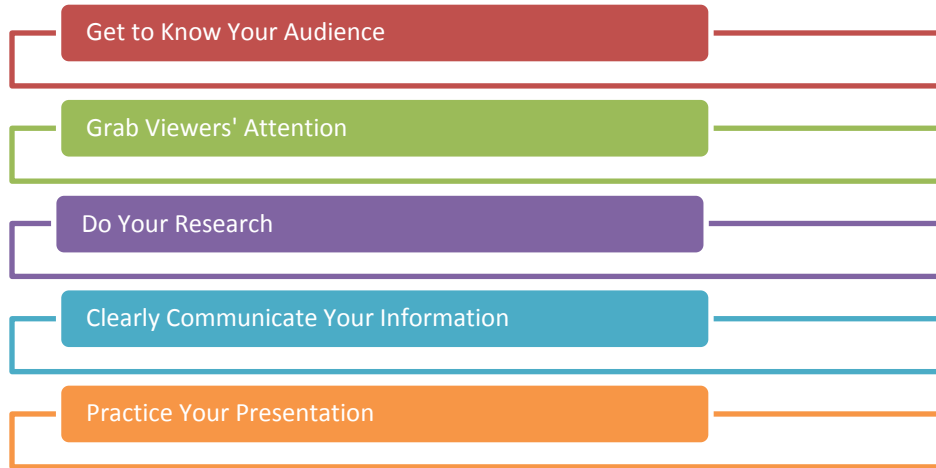 Get to Know Your Audience
Grab Viewers' Attention
Do Your Research
Clearly Communicate Your Information
Practice Your Presentation